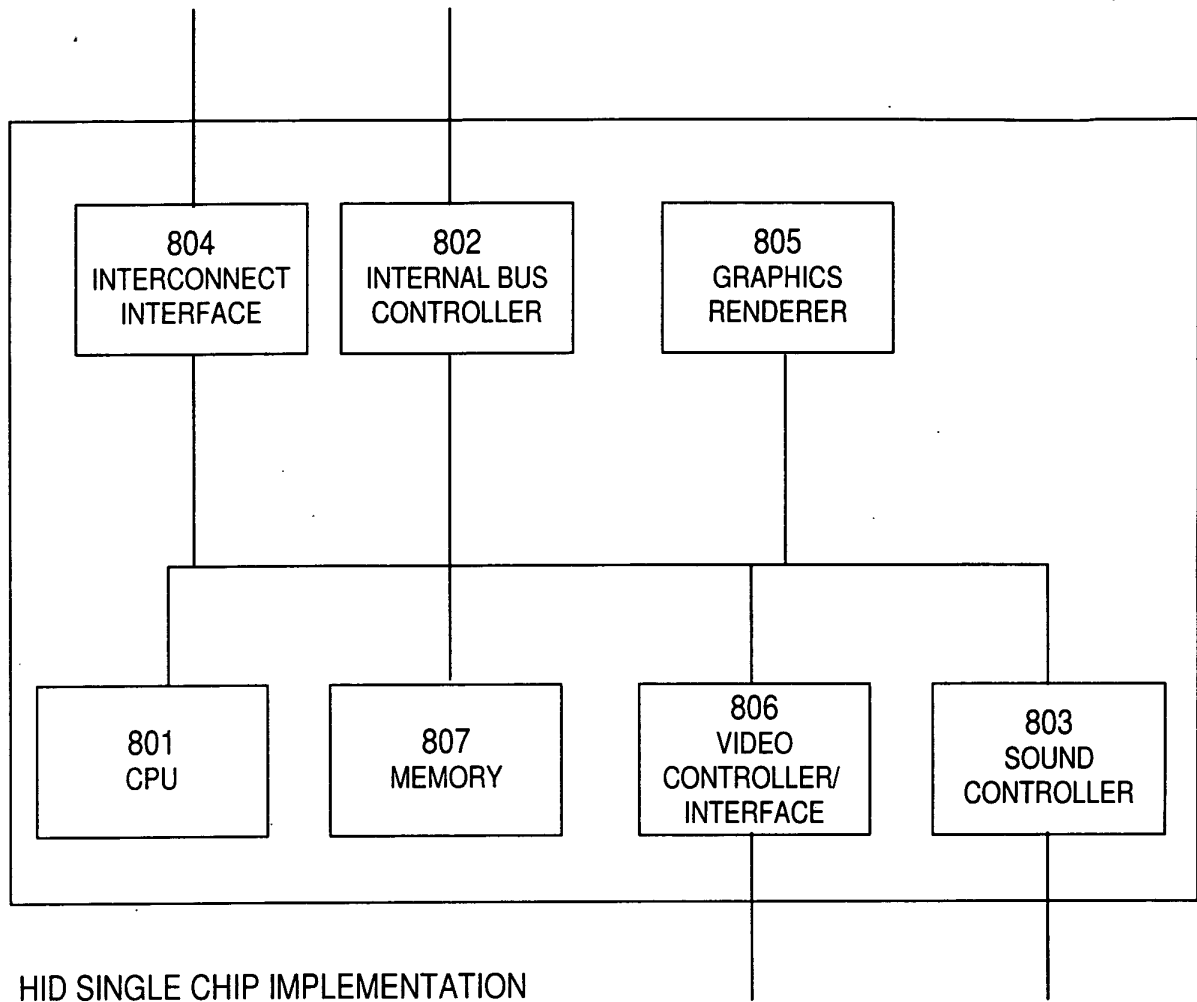 804
INTERCONNECT
INTERFACE
802
INTERNAL BUS
CONTROLLER
805
GRAPHICS
RENDERER
801
CPU
807
MEMORY
806
VIDEO
CONTROLLER/
INTERFACE
803
SOUND
CONTROLLER
HID SINGLE CHIP IMPLEMENTATION